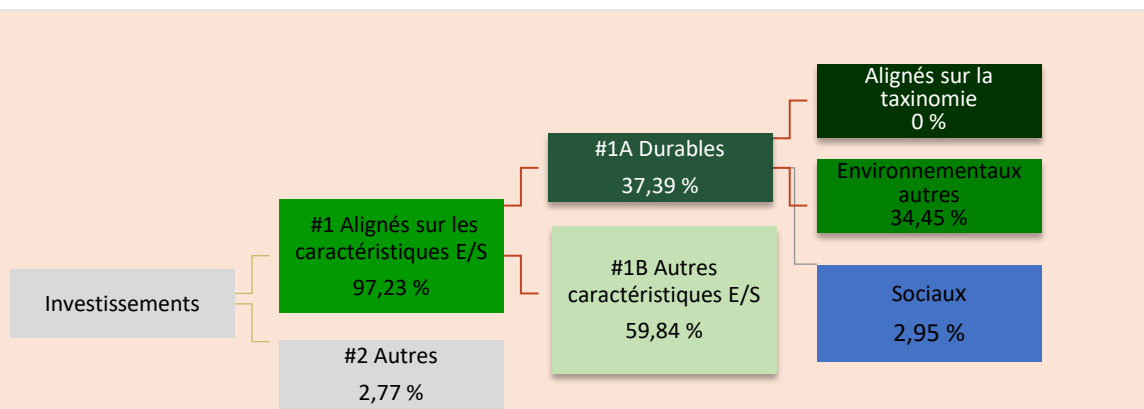 Investissements
#1 Alignés sur les
caractéristiques E/S
97,23 %
#2 Autres
2,77 %
#1A Durables
37,39 %
#1B Autres
caractéristiques E/S
59,84 %
Alignés sur la
taxinomie
0 %
Environnementaux
autres
34,45 %
Sociaux
2,95 %